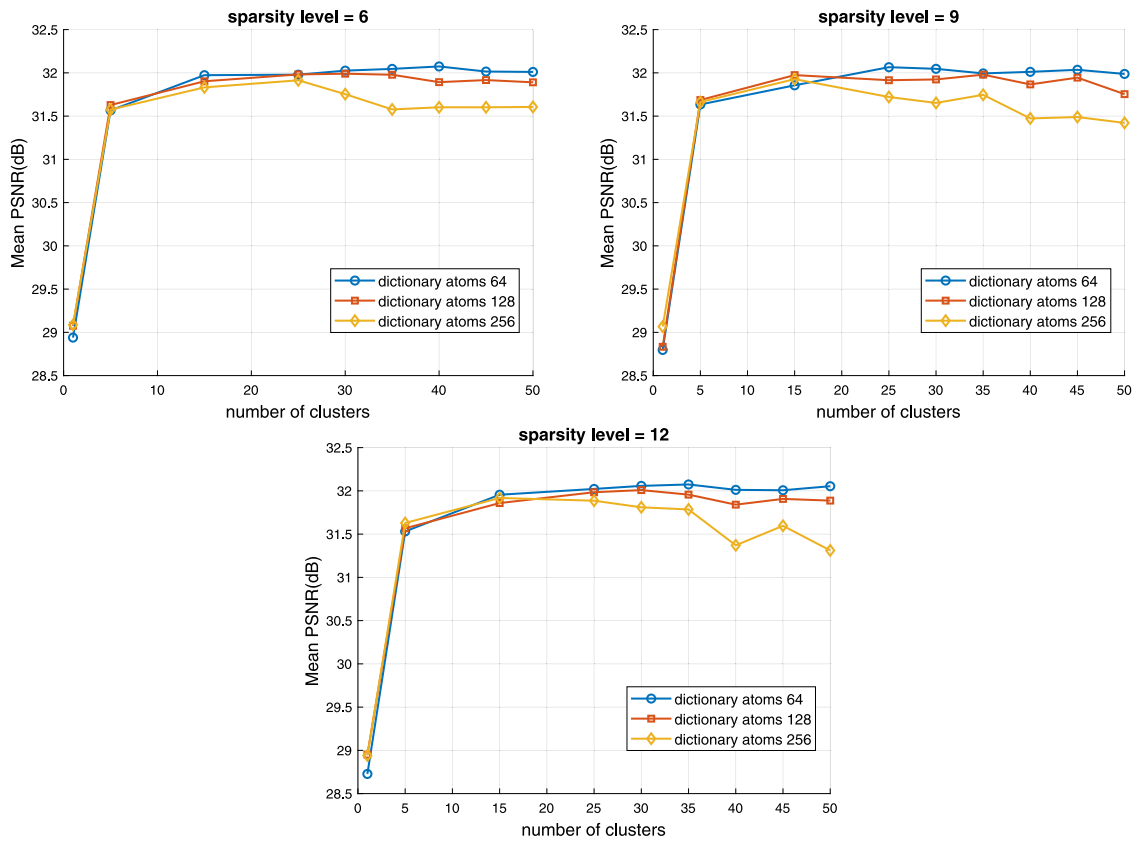 sparsity level = 6
32.5
32
31.5
31
30.5
30
29.5
29
28.5
Mean PSNR(dB)
0 10 20 30 40 50
number of clusters
dictionary atoms 64
dictionary atoms 128
dictionary atoms 256
sparsity level = 9
32.5
32
31.5
31
30.5
30
29.5
29
28.5
Mean PSNR(dB)
0 5 10 15 20 25 30 35 40 45 50
number of clusters
dictionary atoms 64
dictionary atoms 128
dictionary atoms 256
sparsity level = 12
32.5
32
31.5
31
30.5
30
29.5
29
28.5
Mean PSNR(dB)
0 5 10 15 20 25 30 35 40 45 50
number of clusters
dictionary atoms 64
dictionary atoms 128
dictionary atoms 256